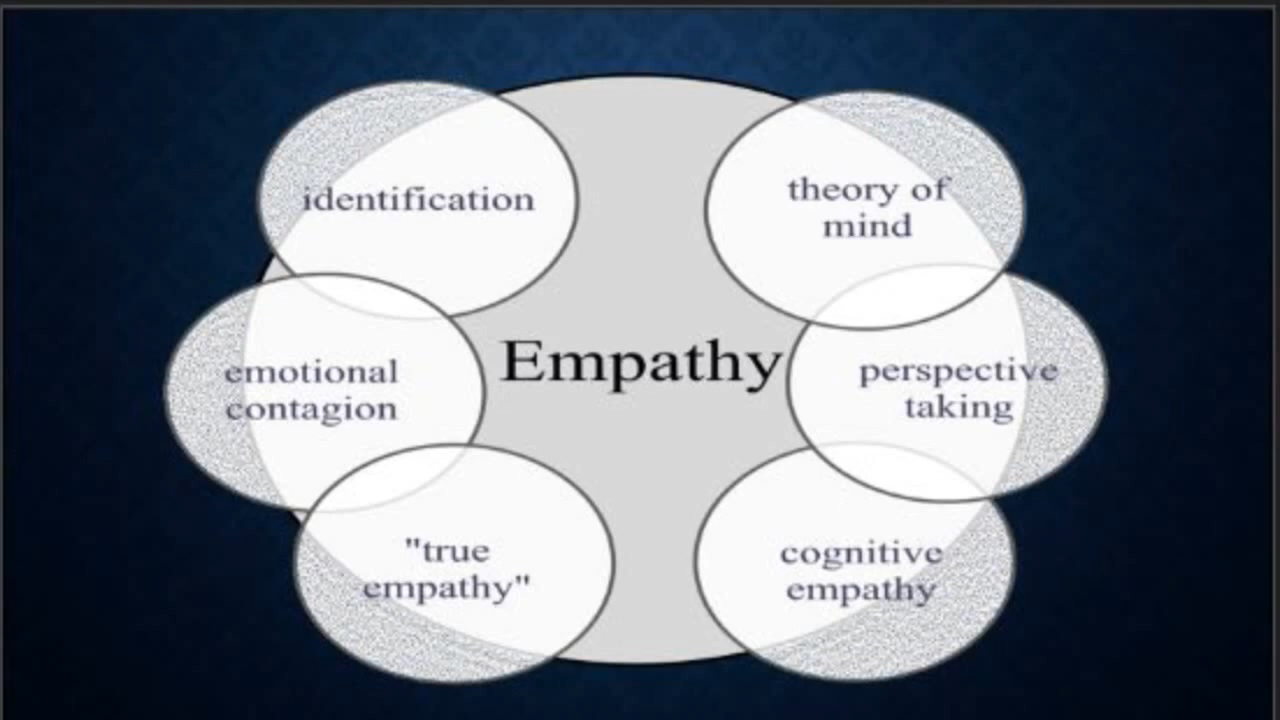 identification
theory of
mind
emotional
contagion
Empathy
perspective
taking
"true
empathy"
cognitive
empathy